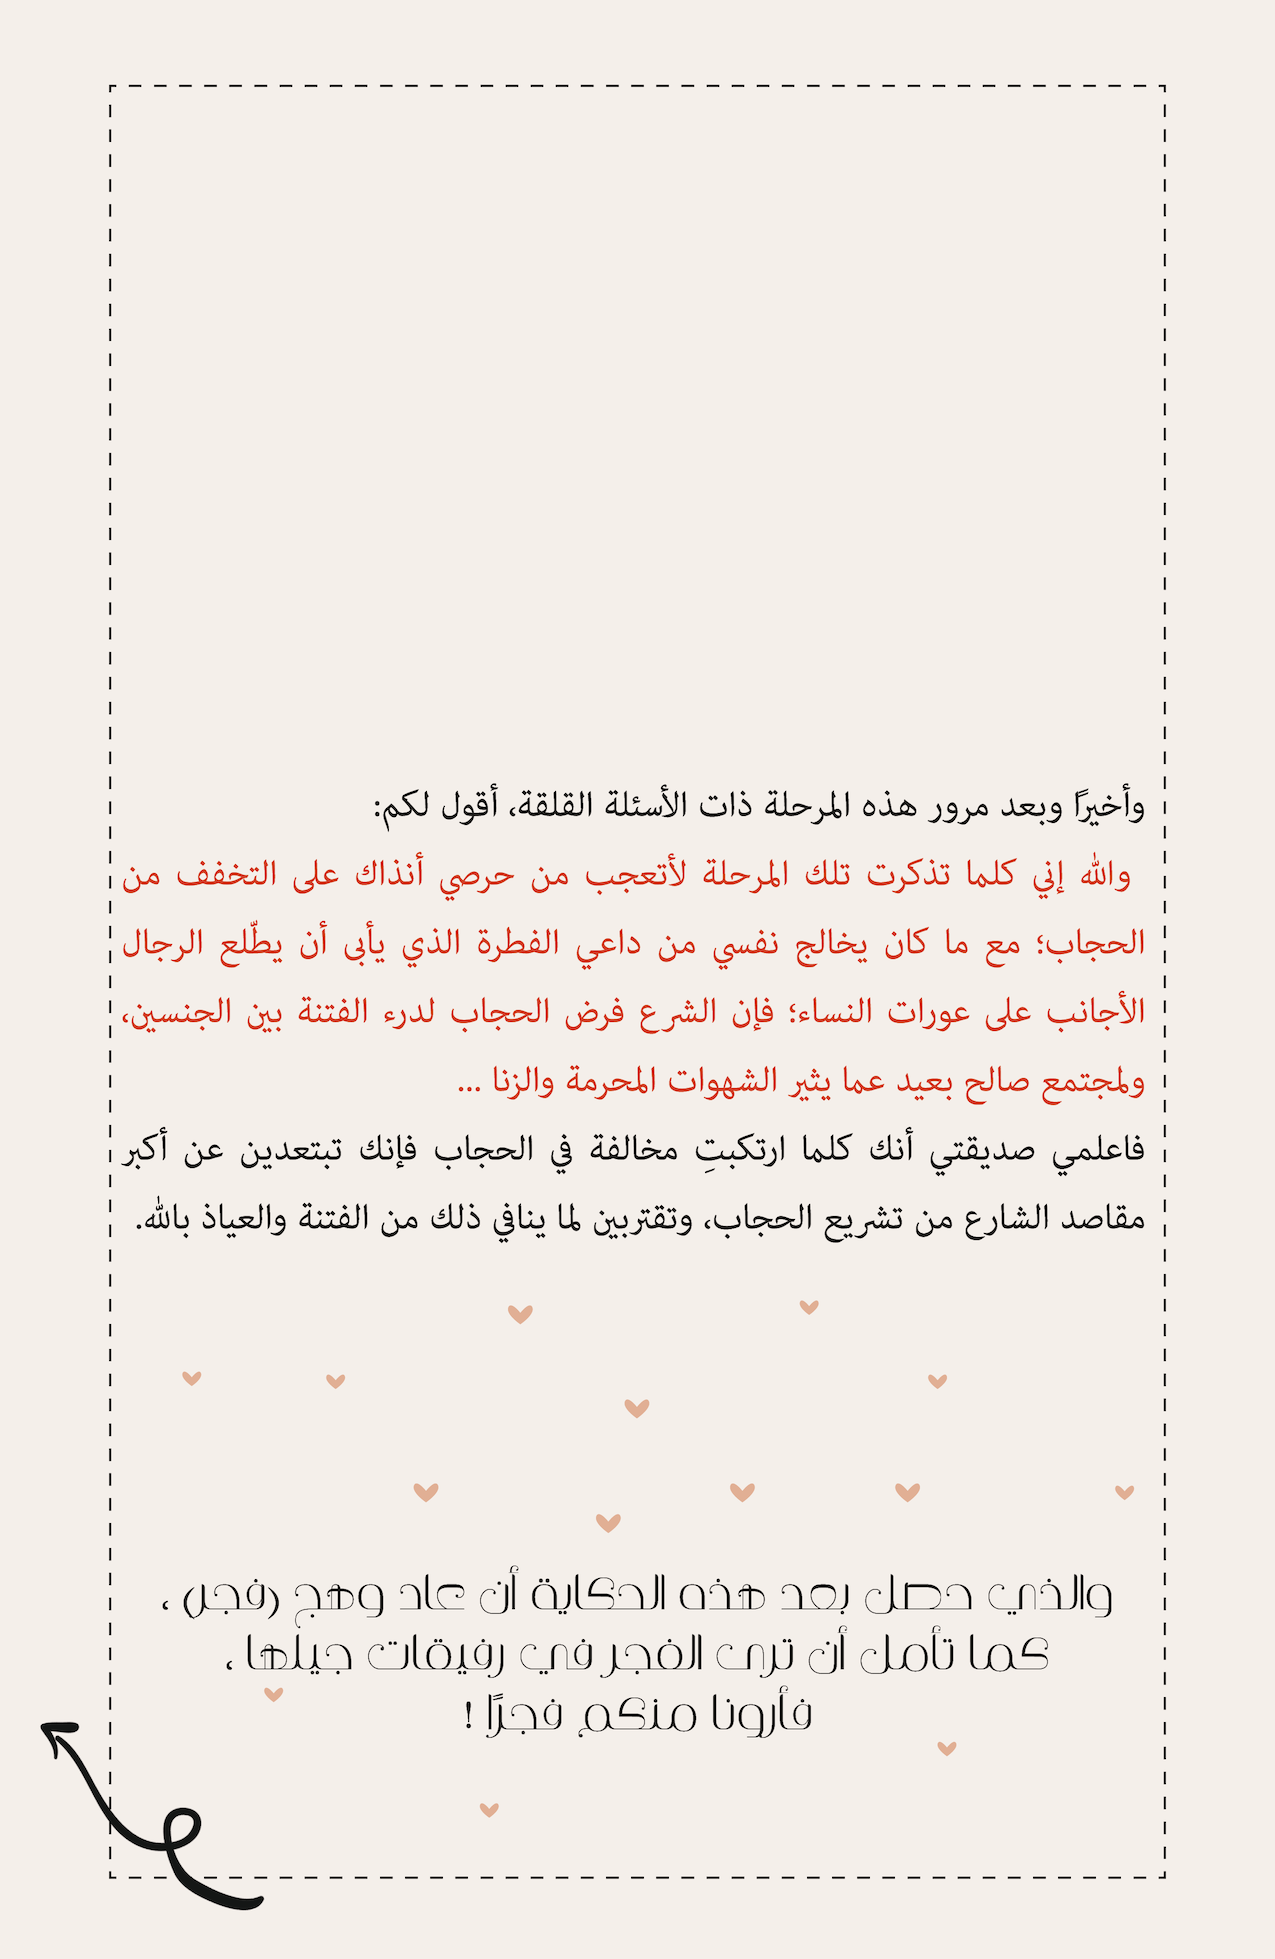 وأخيرًا وبعد مرور هذه المرحلة ذات الأسئلة القلقة، أقول لكم:
والله إني كلما تذكرت تلك المرحلة لأتعجب من حرصي أنذاك على التخفف من
الحجاب؛ مع ما كان يخالج نفسي من داعي الفطرة الذي يأبى أن يطّلع الرجال
الأجانب على عورات النساء؛ فإن الشرع فرض الحجاب لدرء الفتنة بين الجنسين،
ولمجتمع صالح بعيد عما يثير الشهوات المحرمة والزنا ...
فاعلمي صديقتي أنك كلما ارتكبتِ مخالفة في الحجاب فإنك تبتعدين عن أكبر
مقاصد الشارع من تشريع الحجاب، وتقتربين لما ينافي ذلك من الفتنة والعياذ بالله.
والذي حصل بعد هذه الحكاية أن عاد وهج (فجر) ،
كما تأمل أن ترى الفجر في رفيقات جيلها ،
فأرونا منكم فجرًا !